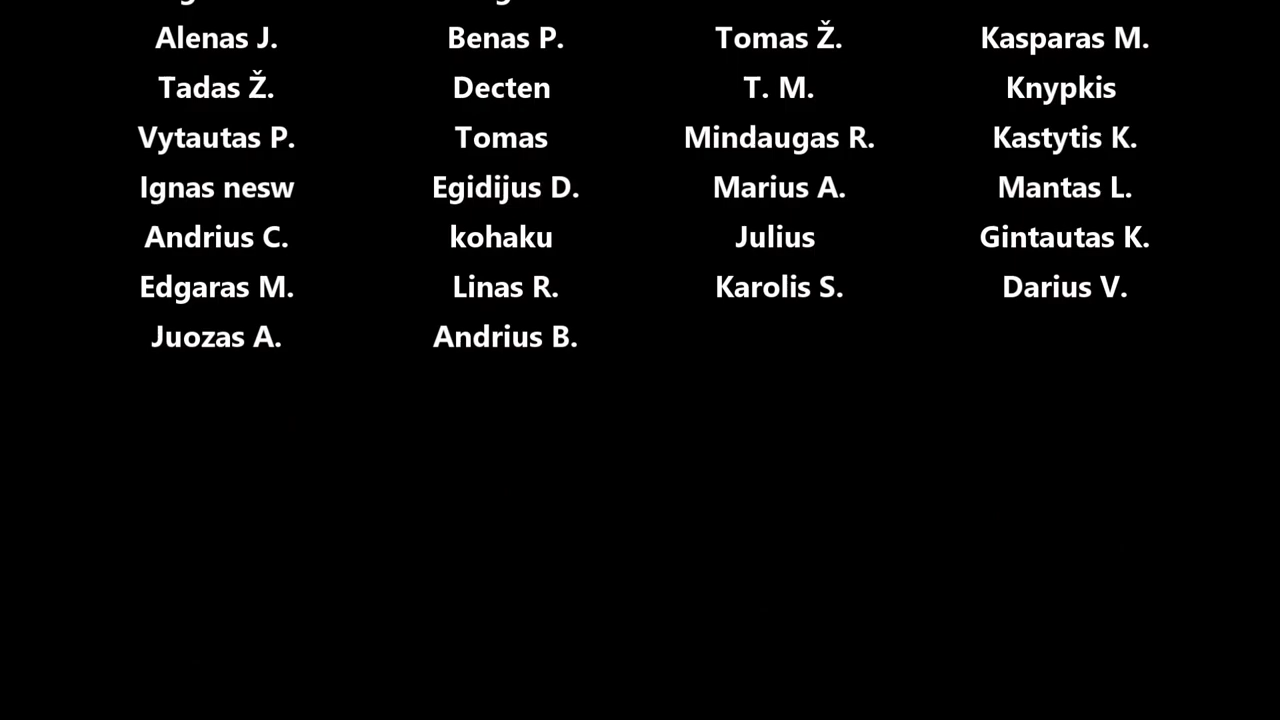 Alenas J. Benas P. Tomas Ž. Kasparas M.
Tadas Ž. Decten T. M. Knypkis
Vytautas P. Tomas Mindaugas R. Kastytis K.
Ignas nesw Egidijus D. Marius A. Mantas L.
Andrius C. kohaku Julius Gintautas K.
Edgaras M. Linas R. Karolis S. Darius V.
Juozas A. Andrius B.